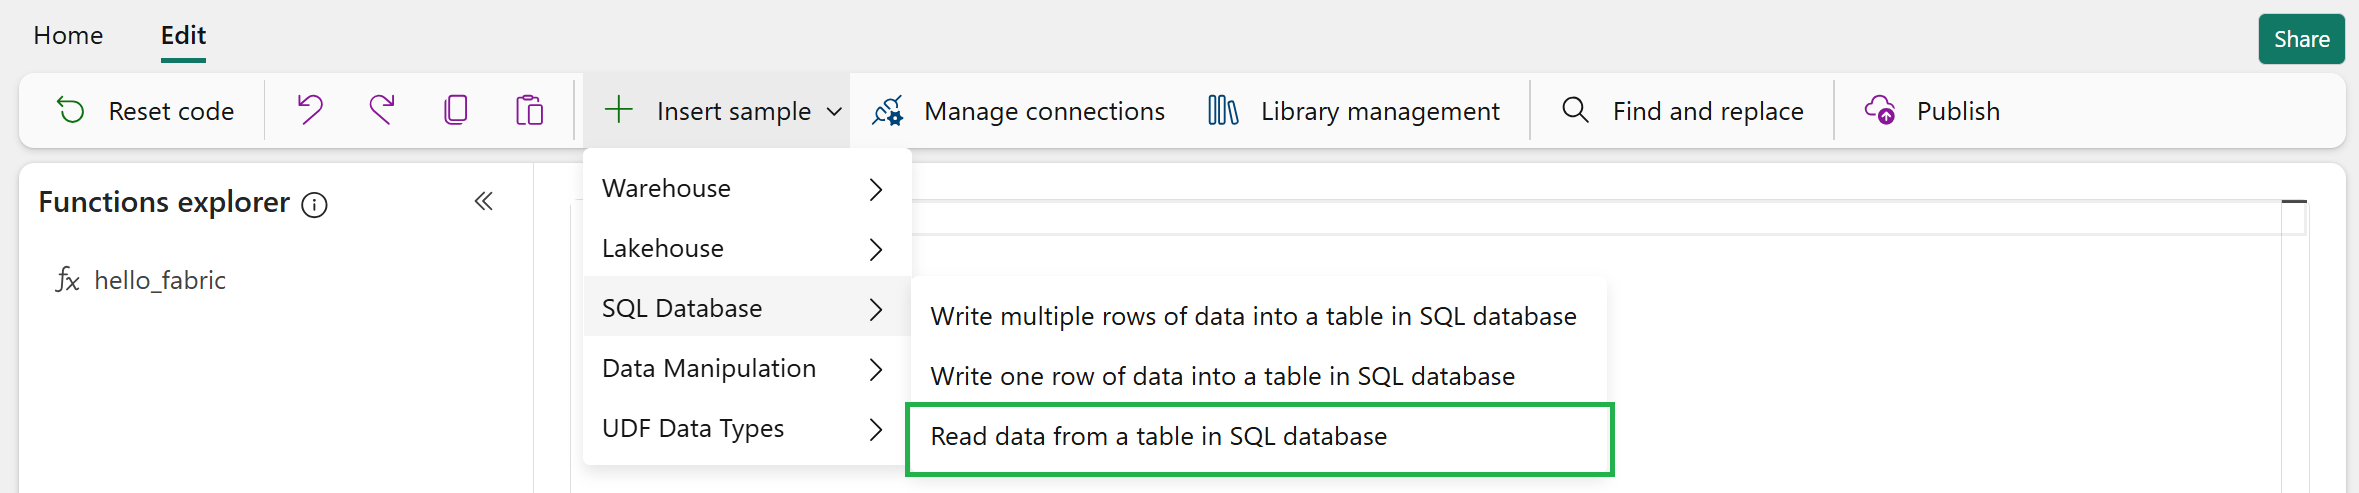 Home
Edit
Share
Reset code
Insert sample
Manage connections
Library management
Find and replace
Publish
Functions explorer
hello_fabric
Warehouse
Lakehouse
SQL Database
Data Manipulation
UDF Data Types
Write multiple rows of data into a table in SQL database
Write one row of data into a table in SQL database
Read data from a table in SQL database